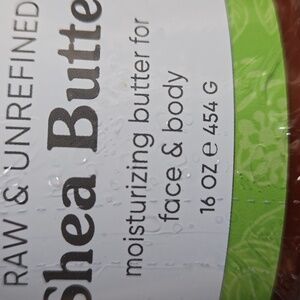 RAW & UNREFINED
Shea Butte
moisturizing butter for
face & body
16 OZ e 454 G